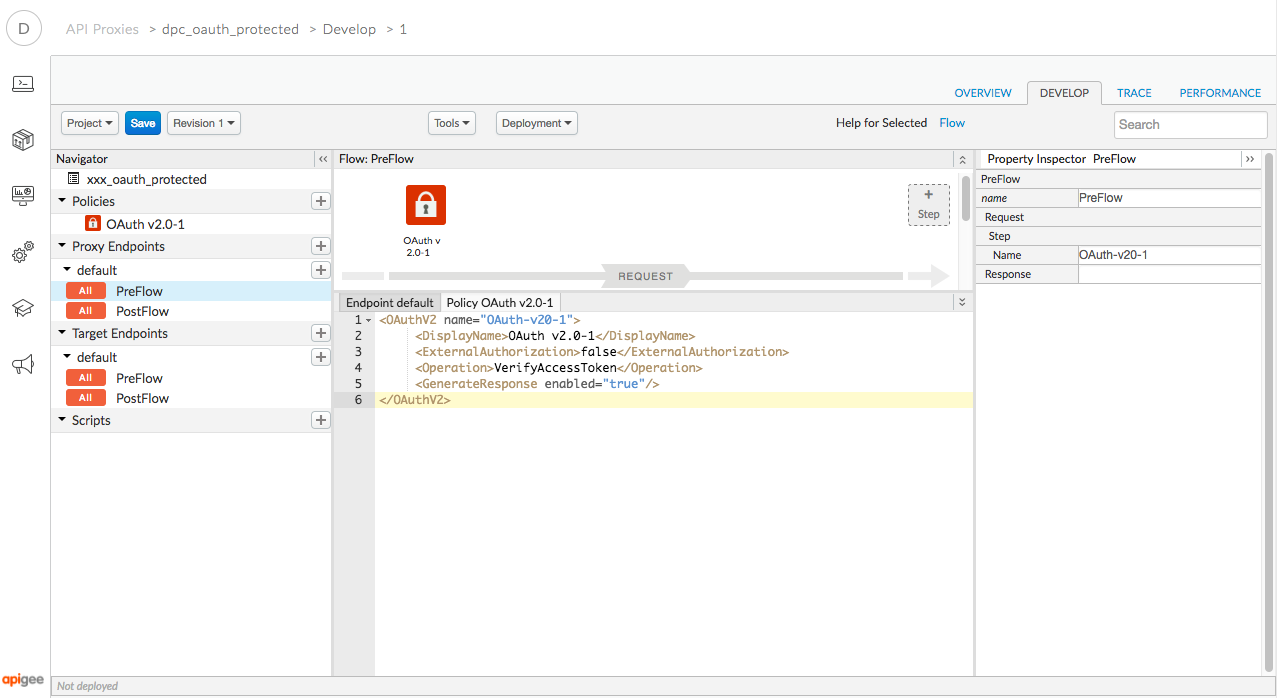 D
API Proxies > dpc_oauth_protected > Develop > 1
OVERVIEW DEVELOP TRACE PERFORMANCE
Project Save Revision 1 Tools Deployment Help for Selected Flow Search
Navigator
xxx_oauth_protected
Policies
OAuth v2.0-1
Proxy Endpoints
default
All PreFlow
All PostFlow
Target Endpoints
default
All PreFlow
All PostFlow
Scripts
Flow: PreFlow
OAuth v
2.0-1
+
Step
REQUEST
Endpoint default Policy OAuth v2.0-1
1 <OAuthV2 name="OAuth-v20-1">
2 <DisplayName>OAuth v2.0-1</DisplayName>
3 <ExternalAuthorization>false</ExternalAuthorization>
4 <Operation>VerifyAccessToken</Operation>
5 <GenerateResponse enabled="true"/>
6 </OAuthV2>
Property Inspector PreFlow
PreFlow
name PreFlow
Request
Step
Name OAuth-v20-1
Response
apigee
Not deployed